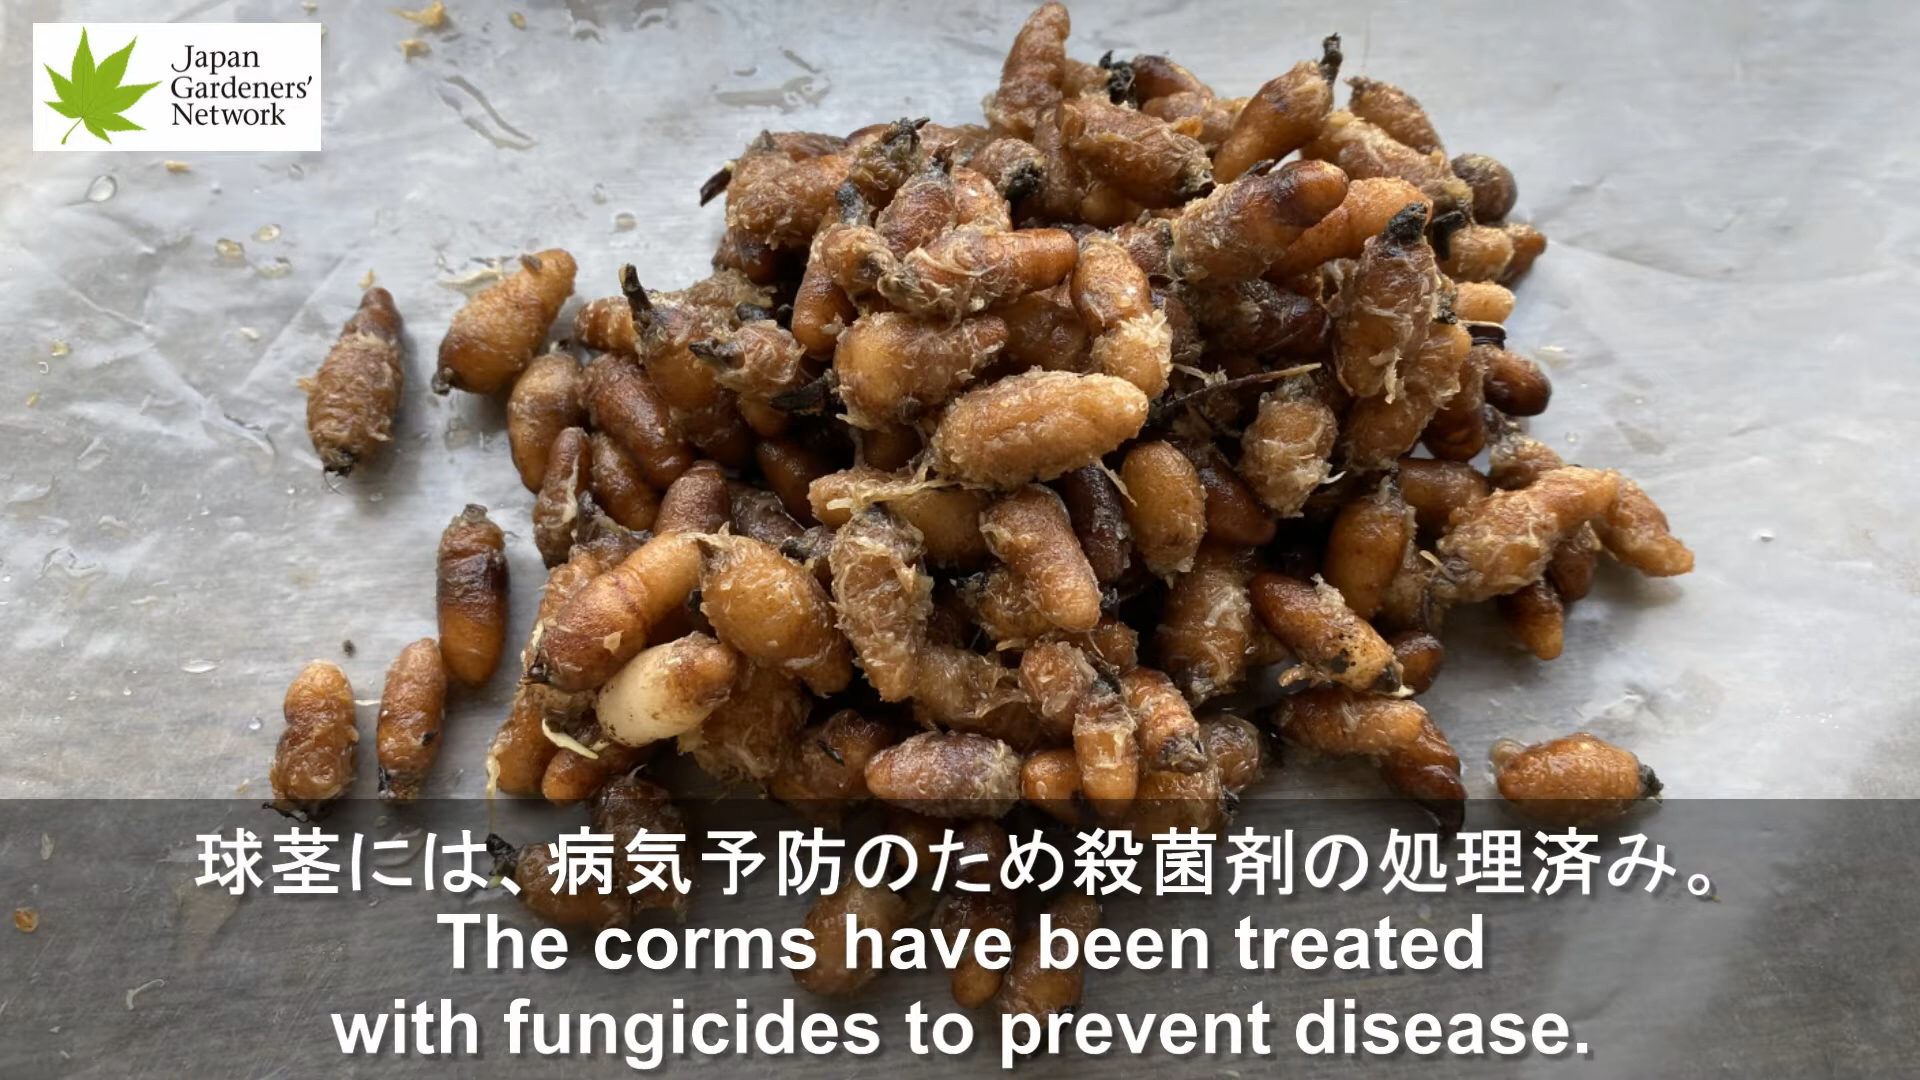 Japan
Gardeners'
Network
球茎には、病気予防のため殺菌剤の処理済み。
The corms have been treated
with fungicides to prevent disease.